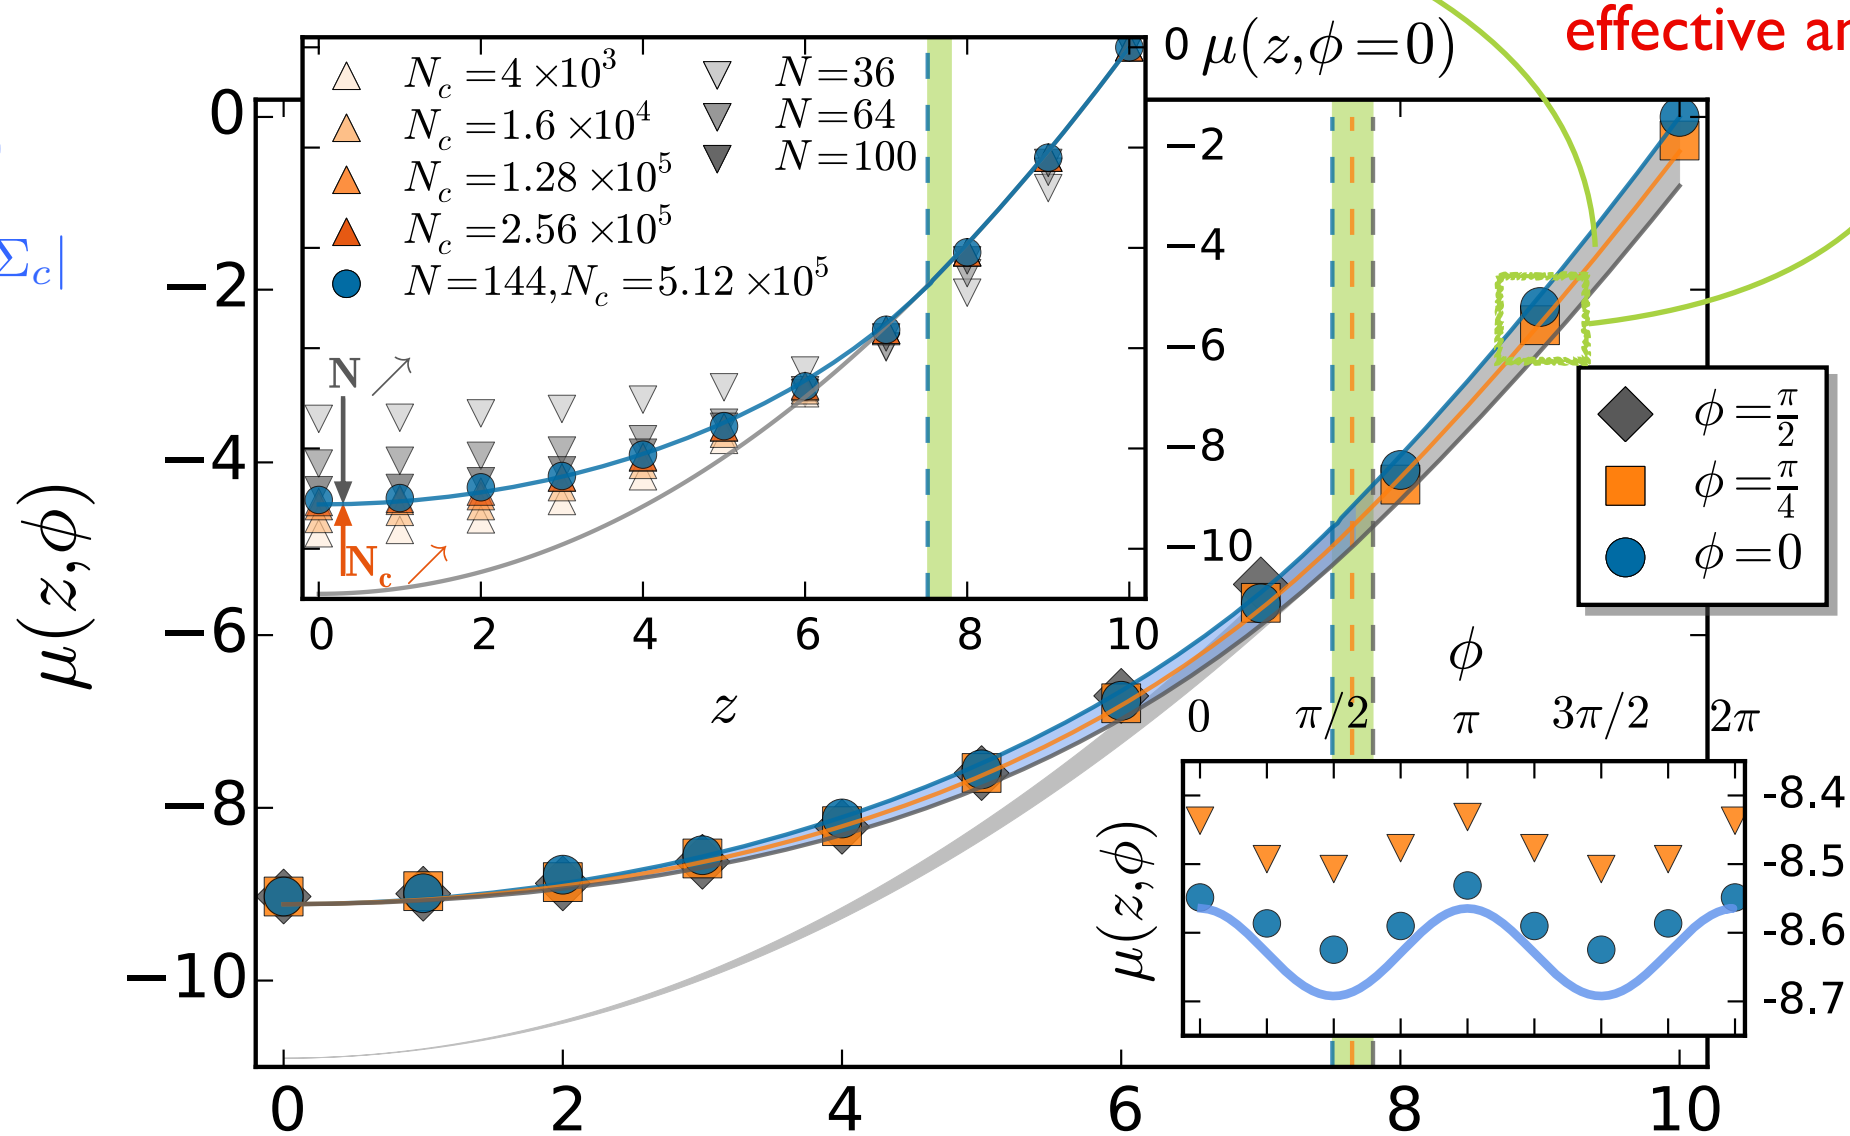 effective
Σ_c|
μ(z,ϕ)
0
−2
−4
−6
−8
−10
0 2 4 6 8 10
N_c=4×10^3
N_c=1.6×10^4
N_c=1.28×10^5
N_c=2.56×10^5
N=144,N_c=5.12×10^5
N=36
N=64
N=100
N ↗
N_c ↗
0 2 4 6 8 10
z
μ(z,ϕ=0)
0
−2
−4
−6
−8
−10
ϕ=π/2
ϕ=π/4
ϕ=0
ϕ
0 π/2 π 3π/2 2π
μ(z,ϕ)
-8.4
-8.5
-8.6
-8.7